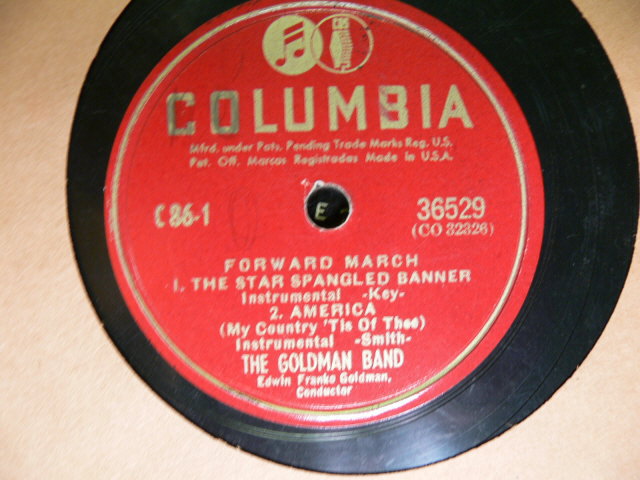 COLUMBIA
Mfrd. under Pats. Pending Trade Marks Reg. U.S.
Pat. Off. Marcas Registradas Made in U.S.A.
C 86-1
E
36529
(CO 32326)
FORWARD MARCH
1. THE STAR SPANGLED BANNER
Instrumental -Key-
2. AMERICA
(My Country 'Tis Of Thee)
Instrumental -Smith-
THE GOLDMAN BAND
Edwin Franko Goldman,
Conductor